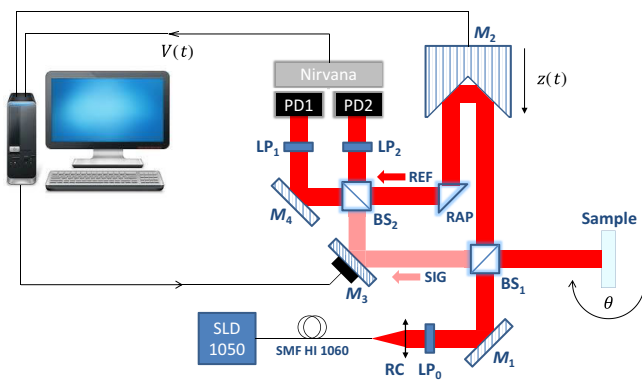 M₂
V(t)
Nirvana
z(t)
PD1
PD2
LP₁
LP₂
REF
M₄
BS₂
RAP
Sample
SIG
BS₁
M₃
θ
SLD
1050
SMF HI 1060
RC
LP₀
M₁